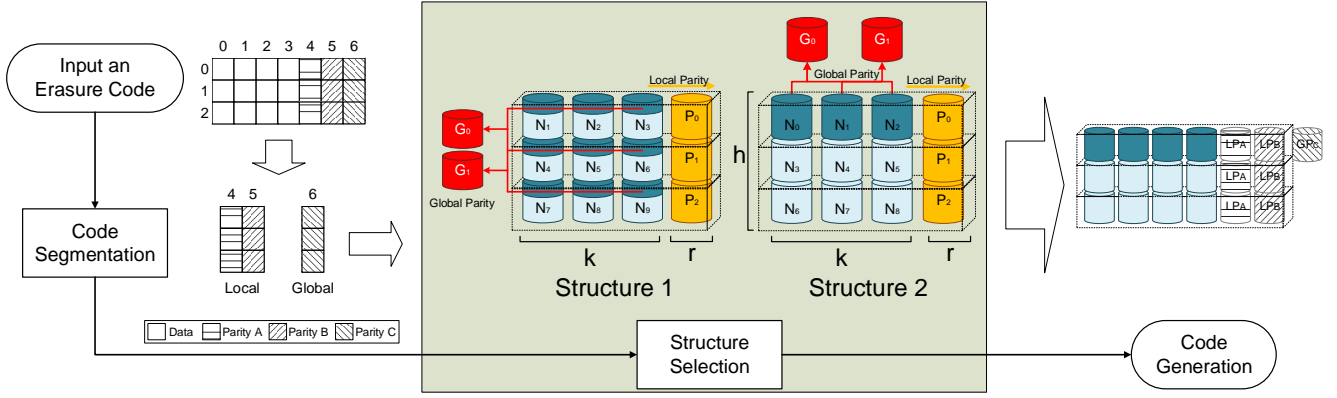 Input an
Erasure Code
0 1 2 3 4 5 6
0
1
2
4 5 6
Local Global
Data Parity A Parity B Parity C
Code
Segmentation
G0
G1
Global Parity
Local Parity
N1 N2 N3 P0
N4 N5 N6 P1
N7 N8 N9 P2
k r
Structure 1
G0 G1
Global Parity
Local Parity
h
N0 N1 N2 P0
N3 N4 N5 P1
N6 N7 N8 P2
k r
Structure 2
Structure
Selection
LPA LPB GPC
LPA LPB
LPA LPB
Code
Generation